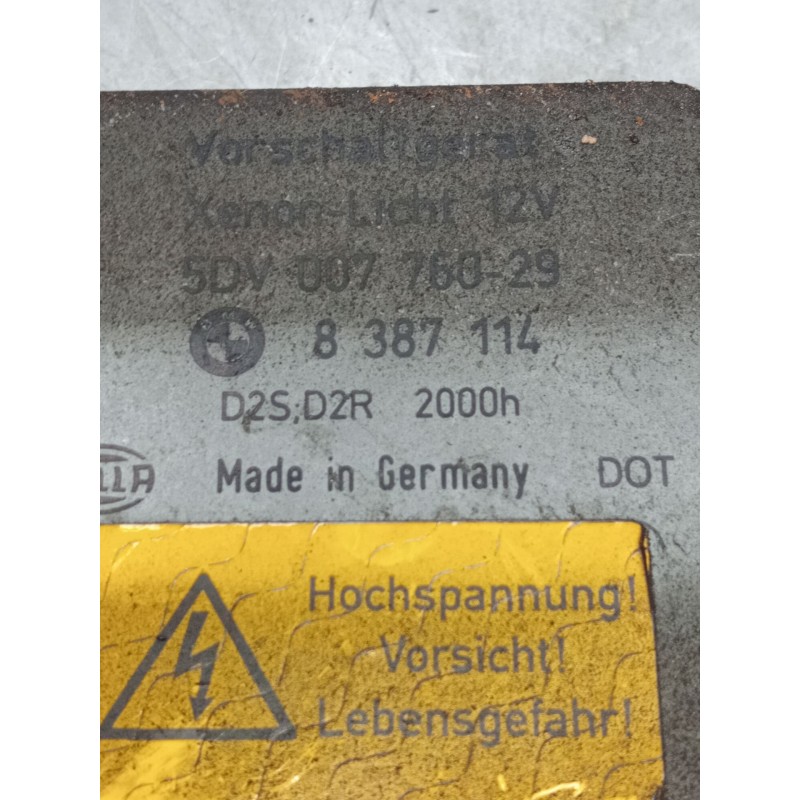 Vorschaltgerät
Xenon-Licht 12V
5DV 007 760-29
8 387 114
D2S,D2R 2000h
Made in Germany DOT
Hochspannung!
Vorsicht!
Lebensgefahr!